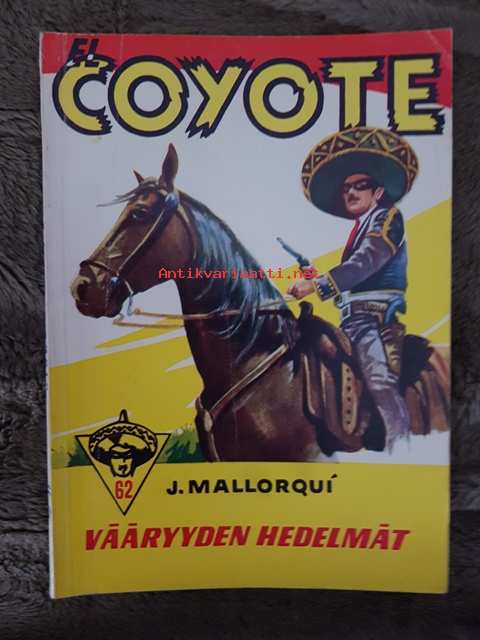 EL
COYOTE
Antikvariaatti.net
62
J. MALLORQUÍ
VÄÄRYYDEN HEDELMÄT